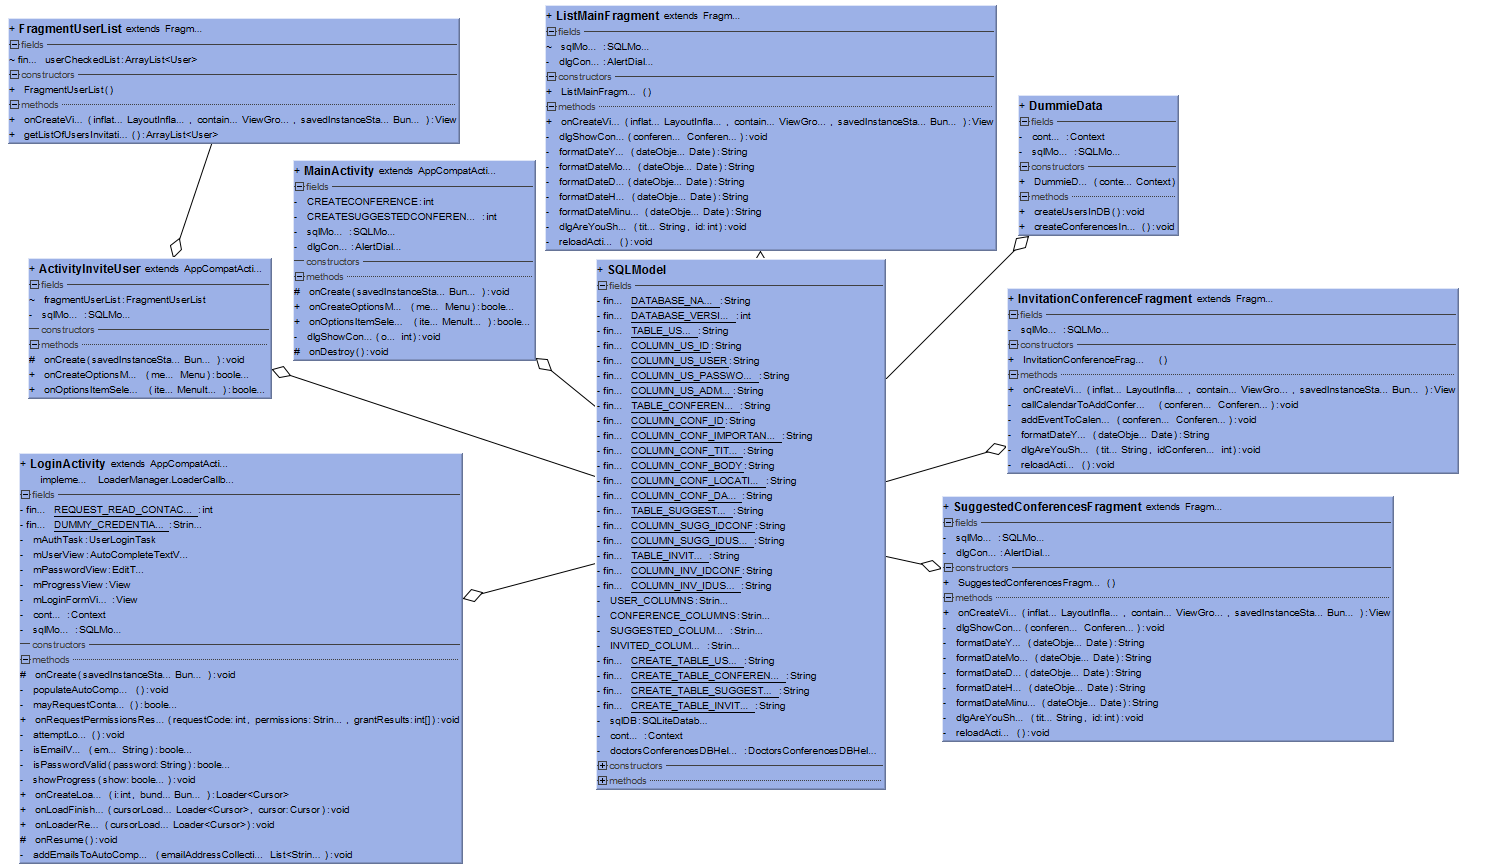 + FragmentUserList extends Fragm...
fields
~ fin... userCheckedList:ArrayList<User>
constructors
+ FragmentUserList()
methods
+ onCreateVi... (inflat... LayoutInfla... , contain... ViewGro... , savedInstanceSta... Bun... ):View
+ getListOfUsersInvitati... ():ArrayList<User>
+ MainActivity extends AppCompatActi...
fields
- CREATECONFERENCE:int
- CREATESUGGESTEDCONFEREN... :int
- sqlMo... :SQLMo...
- dlgCon... :AlertDial...
constructors
methods
# onCreate(savedInstanceSta... Bun... ):void
+ onCreateOptionsM... (me... Menu):boole...
+ onOptionsItemSele... (ite... MenuIt... ):boole...
- dlgShowCon... (o... int):void
# onDestroy():void
+ ActivityInviteUser extends AppCompatActi...
fields
~ fragmentUserList:FragmentUserList
- sqlMo... :SQLMo...
constructors
methods
# onCreate(savedInstanceSta... Bun... ):void
+ onCreateOptionsM... (me... Menu):boole...
+ onOptionsItemSele... (ite... MenuIt... ):boole...
+ LoginActivity extends AppCompatActi...
impleme... LoaderManager.LoaderCallb...
fields
- fin... REQUEST_READ_CONTAC... :int
- fin... DUMMY_CREDENTIA... :Strin...
- mAuthTask:UserLoginTask
- mUserView:AutoCompleteTextV...
- mPasswordView:EditT...
- mProgressView:View
- mLoginFormVi... :View
- cont... :Context
- sqlMo... :SQLMo...
constructors
methods
# onCreate(savedInstanceSta... Bun... ):void
- populateAutoComp... ():void
- mayRequestConta... ():boole...
+ onRequestPermissionsRes... (requestCode:int, permissions:Strin... , grantResults:int[]):void
- attemptLo... ():void
- isEmailV... (em... String):boole...
- isPasswordValid(password:String):boole...
- showProgress(show:boole... ):void
+ onCreateLoa... (i:int, bund... Bun... ):Loader<Cursor>
+ onLoadFinish... (cursorLoad... Loader<Cursor>, cursor:Cursor):void
+ onLoaderRe... (cursorLoad... Loader<Cursor>):void
# onResume():void
- addEmailsToAutoComp... (emailAddressCollecti... List<Strin... ):void
+ ListMainFragment extends Fragm...
fields
~ sqlMo... :SQLMo...
- dlgCon... :AlertDial...
constructors
+ ListMainFragm... ()
methods
+ onCreateVi... (inflat... LayoutInfla... , contain... ViewGro... , savedInstanceSta... Bun... ):View
- dlgShowCon... (conferen... Conferen... ):void
- formatDateY... (dateObje... Date):String
- formatDateMo... (dateObje... Date):String
- formatDateD... (dateObje... Date):String
- formatDateH... (dateObje... Date):String
- formatDateMinu... (dateObje... Date):String
- dlgAreYouSh... (tit... String, id:int):void
- reloadActi... ():void
+ SQLModel
fields
- fin... DATABASE_NA... :String
- fin... DATABASE_VERSI... :int
- fin... TABLE_US... :String
- fin... COLUMN_US_ID:String
- fin... COLUMN_US_USER:String
- fin... COLUMN_US_PASSWO... :String
- fin... COLUMN_US_ADM... :String
- fin... TABLE_CONFEREN... :String
- fin... COLUMN_CONF_ID:String
- fin... COLUMN_CONF_IMPORTAN... :String
- fin... COLUMN_CONF_TIT... :String
- fin... COLUMN_CONF_BODY:String
- fin... COLUMN_CONF_LOCATI... :String
- fin... COLUMN_CONF_DA... :String
- fin... TABLE_SUGGEST... :String
- fin... COLUMN_SUGG_IDCONF:String
- fin... COLUMN_SUGG_IDUS... :String
- fin... TABLE_INVIT... :String
- fin... COLUMN_INV_IDCONF:String
- fin... COLUMN_INV_IDUS... :String
- USER_COLUMNS:Strin...
- CONFERENCE_COLUMNS:Strin...
- SUGGESTED_COLUM... :Strin...
- INVITED_COLUM... :Strin...
- fin... CREATE_TABLE_US... :String
- fin... CREATE_TABLE_CONFEREN... :String
- fin... CREATE_TABLE_SUGGEST... :String
- fin... CREATE_TABLE_INVIT... :String
- sqlDB:SQLiteDatab...
- cont... :Context
- doctorsConferencesDBHel... :DoctorsConferencesDBHel...
constructors
methods
+ DummieData
fields
- cont... :Context
- sqlMo... :SQLMo...
constructors
+ DummieD... (conte... Context)
methods
+ createUsersInDB():void
+ createConferencesIn... ():void
+ InvitationConferenceFragment extends Fragm...
fields
- sqlMo... :SQLMo...
constructors
+ InvitationConferenceFrag... ()
methods
+ onCreateVi... (inflat... LayoutInfla... , contain... ViewGro... , savedInstanceSta... Bun... ):View
- callCalendarToAddConfer... (conferen... Conferen... ):void
- addEventToCalen... (conferen... Conferen... ):void
- formatDateY... (dateObje... Date):String
- dlgAreYouSh... (tit... String, idConferen... int):void
- reloadActi... ():void
+ SuggestedConferencesFragment extends Fragm...
fields
- sqlMo... :SQLMo...
- dlgCon... :AlertDial...
constructors
+ SuggestedConferencesFragm... ()
methods
+ onCreateVi... (inflat... LayoutInfla... , contain... ViewGro... , savedInstanceSta... Bun... ):View
- dlgShowCon... (conferen... Conferen... ):void
- formatDateY... (dateObje... Date):String
- formatDateMo... (dateObje... Date):String
- formatDateD... (dateObje... Date):String
- formatDateH... (dateObje... Date):String
- formatDateMinu... (dateObje... Date):String
- dlgAreYouSh... (tit... String, id:int):void
- reloadActi... ():void